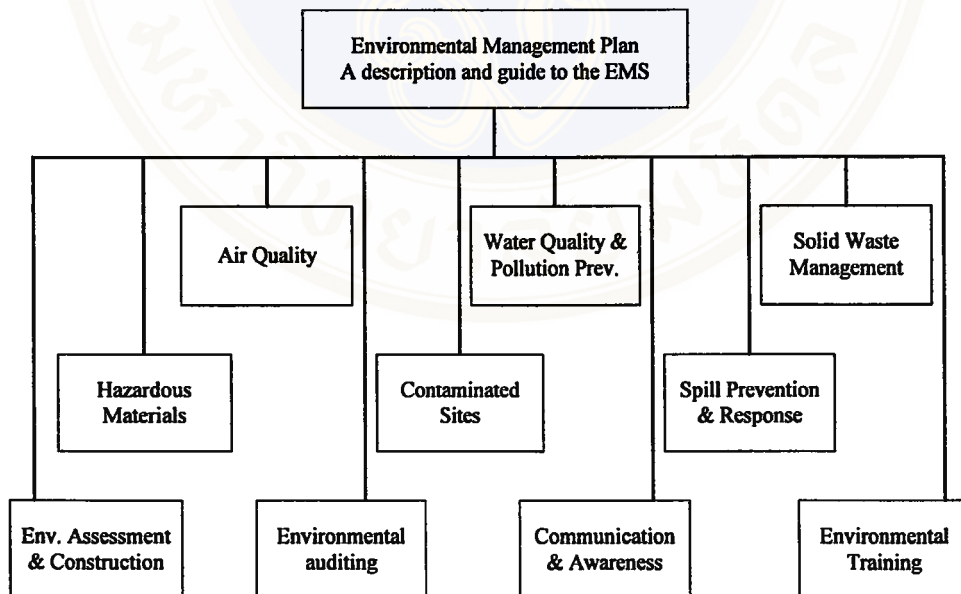 Environmental Management Plan
A description and guide to the EMS
Air Quality
Water Quality &
Pollution Prev.
Solid Waste
Management
Hazardous
Materials
Contaminated
Sites
Spill Prevention
& Response
Env. Assessment
& Construction
Environmental
auditing
Communication
& Awareness
Environmental
Training